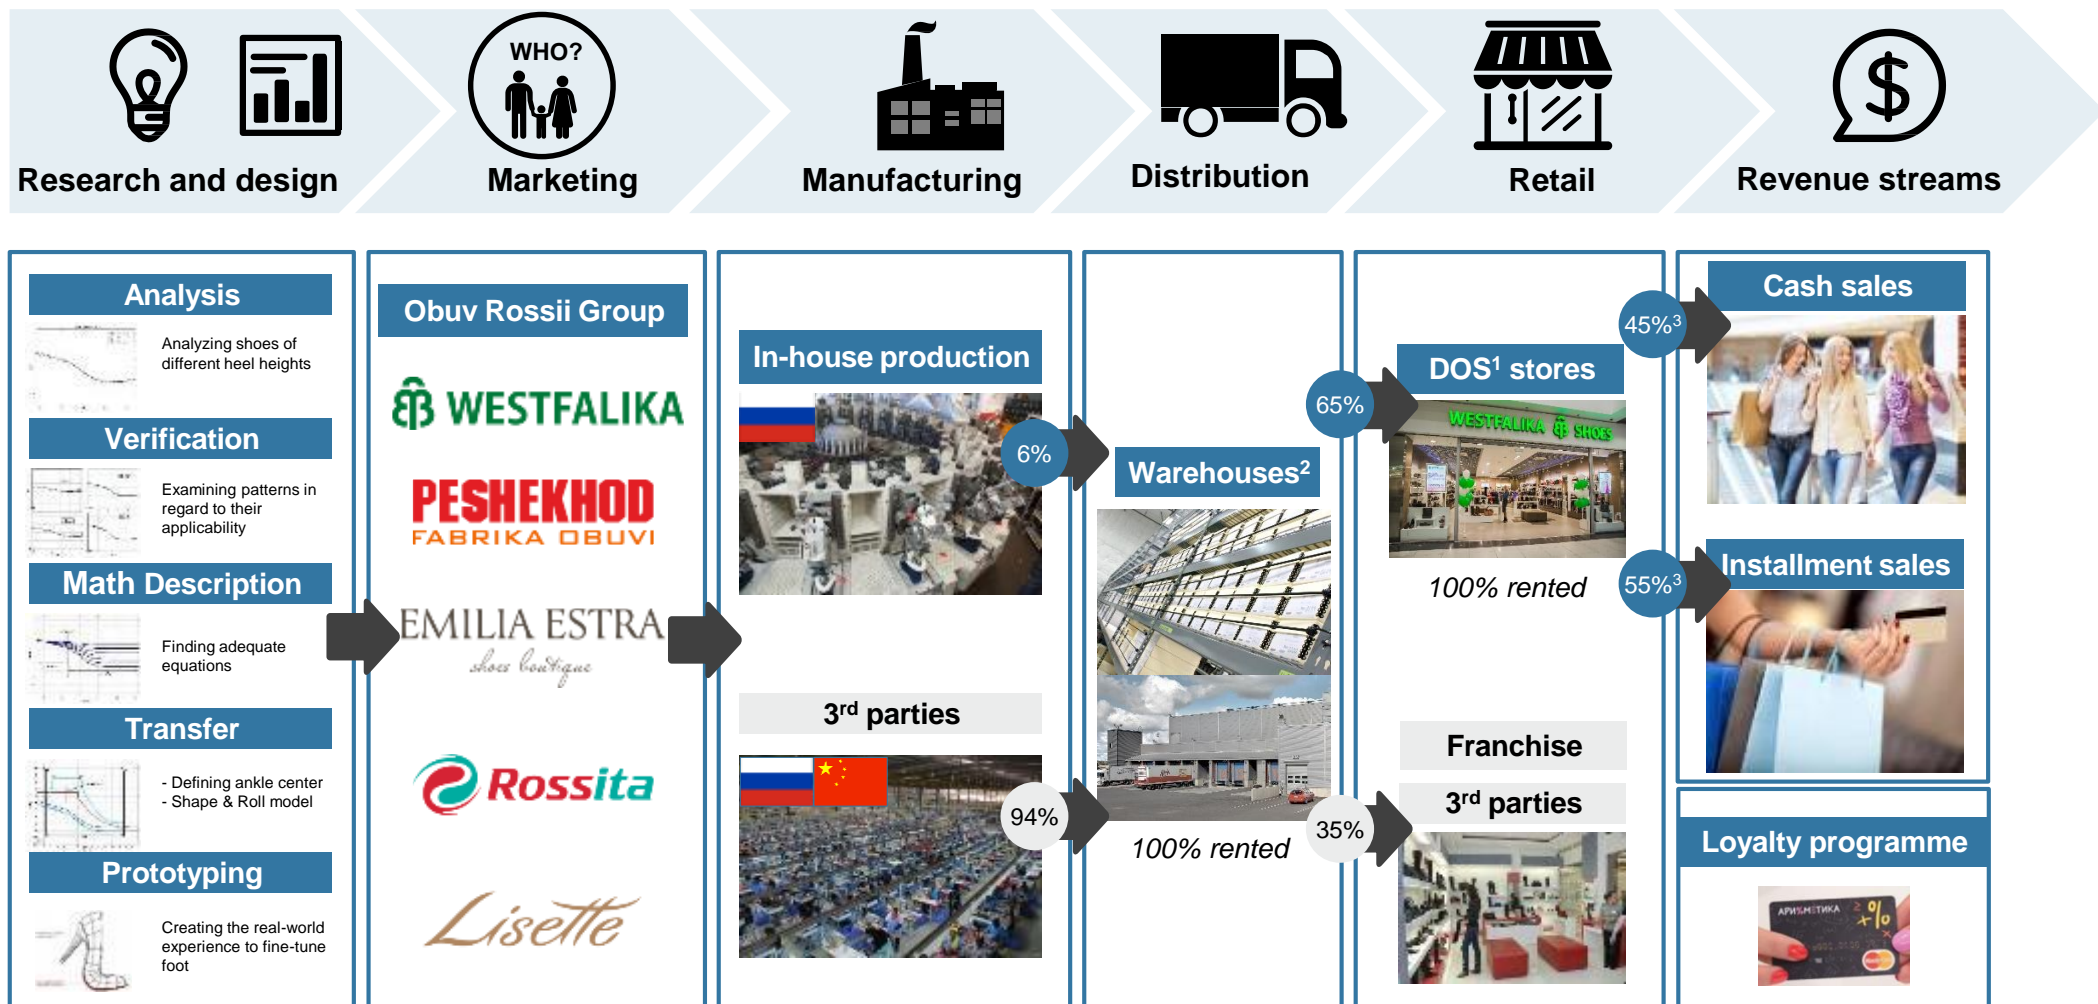 WHO?
Research and design
Marketing
Manufacturing
Distribution
Retail
Revenue streams
Analysis
Analyzing shoes of
different heel heights
Verification
Examining patterns in
regard to their
applicability
Math Description
Finding adequate
equations
Transfer
- Defining ankle center
- Shape & Roll model
Prototyping
Creating the real-world
experience to fine-tune
foot
Obuv Rossii Group
WESTFALIKA
PESHEKHOD
FABRIKA OBUVI
EMILIA ESTRA
shoes boutique
Rossita
Lisette
In-house production
6%
3rd parties
94%
Warehouses2
100% rented
65%
35%
DOS1 stores
WESTFALIKA SHOES
100% rented
Franchise
3rd parties
45%3
Cash sales
55%3
Installment sales
Loyalty programme
АРИФМЕТИКА